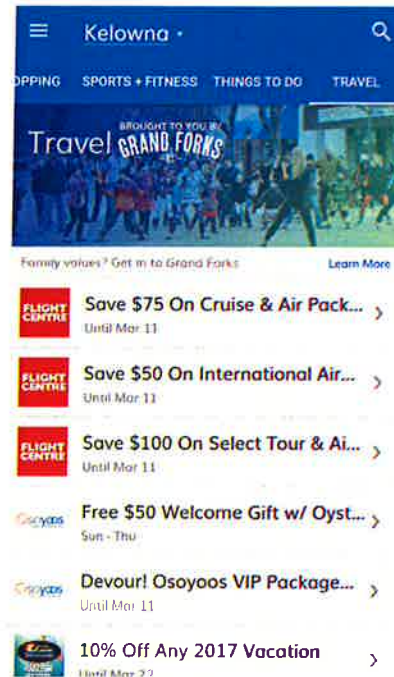 Kelowna
OPPING SPORTS + FITNESS THINGS TO DO TRAVEL
Travel BROUGHT TO YOU BY
GRAND FORKS
Family values? Get in to Grand Forks Learn More
FLIGHT
CENTRE
Save $75 On Cruise & Air Pack...
Until Mar 11
FLIGHT
CENTRE
Save $50 On International Air...
Until Mar 11
FLIGHT
CENTRE
Save $100 On Select Tour & Ai...
Until Mar 11
Osoyoos
Free $50 Welcome Gift w/ Oyst...
Sun - Thu
Osoyoos
Devour! Osoyoos VIP Package...
Until Mar 11
10% Off Any 2017 Vacation
Until Mar 22